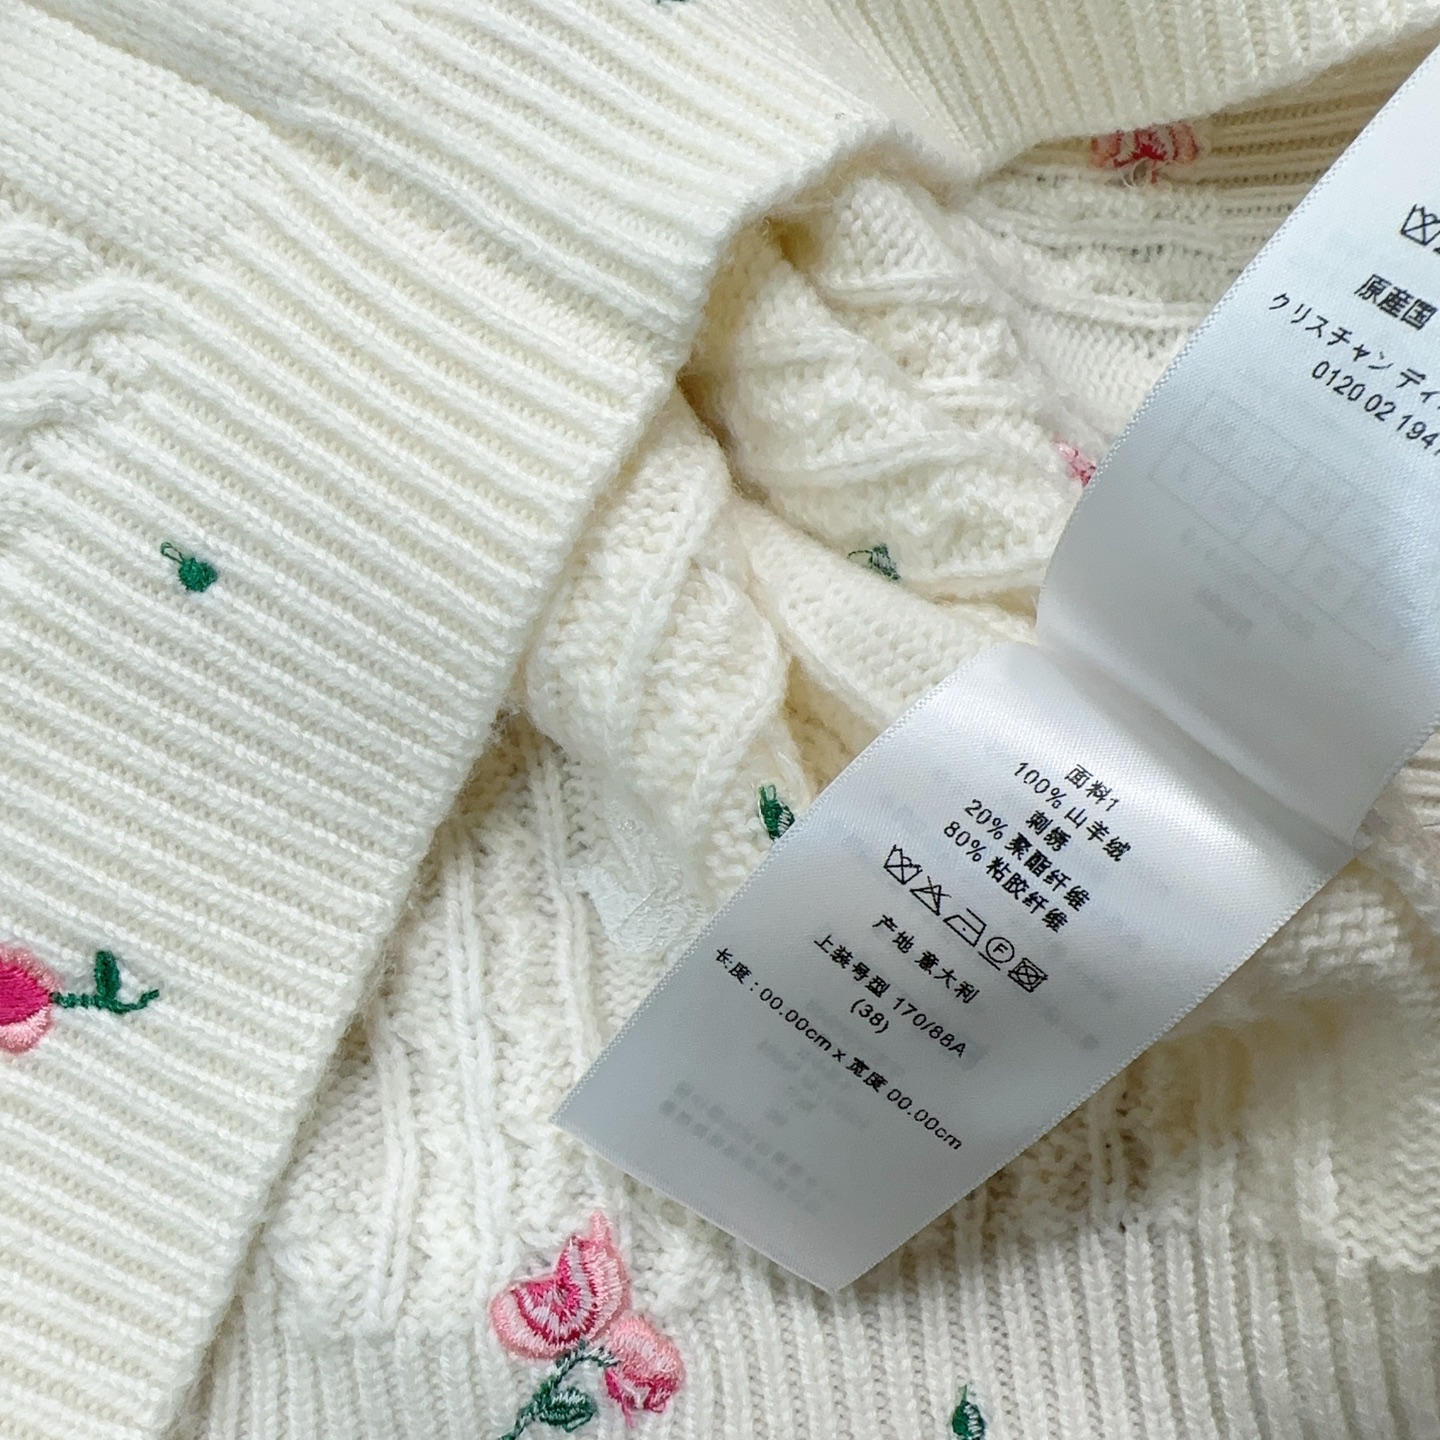 原産国
クリスチャン ディ
0120 02 194
面料1
100% 山羊绒
刺绣
20% 聚酯纤维
80% 粘胶纤维
F
产地 意大利
上装号型 170/88A
(38)
长度 : 00.00cm x 宽度 00.00cm